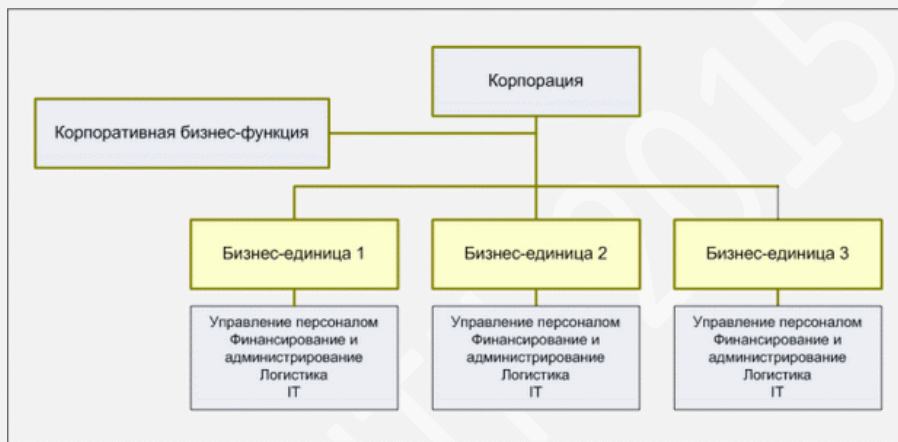 Корпорация
Корпоративная бизнес-функция
Бизнес-единица 1
Бизнес-единица 2
Бизнес-единица 3
Управление персоналом
Финансирование и
администрирование
Логистика
IT
Управление персоналом
Финансирование и
администрирование
Логистика
IT
Управление персоналом
Финансирование и
администрирование
Логистика
IT
2015